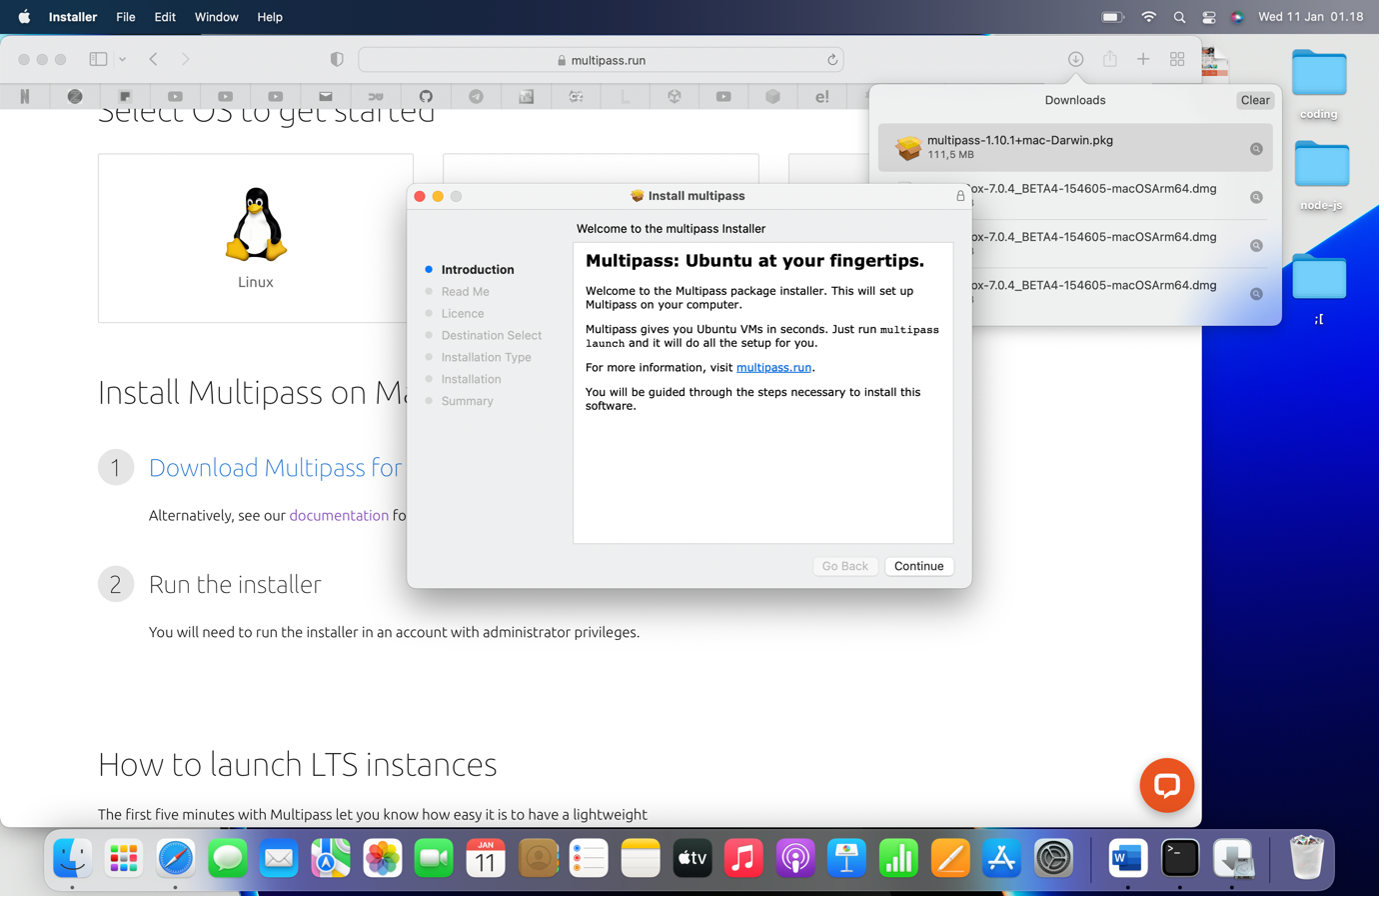 Installer File Edit Window Help Wed 11 Jan 01.18
multipass.run
e!
Select OS to get started
Linux
Install Multipass on Ma
1 Download Multipass for
Alternatively, see our documentation fo
2 Run the installer
You will need to run the installer in an account with administrator privileges.
How to launch LTS instances
The first five minutes with Multipass let you know how easy it is to have a lightweight
Downloads Clear
multipass-1.10.1+mac-Darwin.pkg
111,5 MB
ox-7.0.4_BETA4-154605-macOSArm64.dmg
ox-7.0.4_BETA4-154605-macOSArm64.dmg
ox-7.0.4_BETA4-154605-macOSArm64.dmg
Install multipass
Welcome to the multipass Installer
Introduction
Read Me
Licence
Destination Select
Installation Type
Installation
Summary
Multipass: Ubuntu at your fingertips.
Welcome to the Multipass package installer. This will set up
Multipass on your computer.
Multipass gives you Ubuntu VMs in seconds. Just run multipass
launch and it will do all the setup for you.
For more information, visit multipass.run.
You will be guided through the steps necessary to install this
software.
Go Back Continue
coding
node-js
;[
JAN
11
tv
W
>_